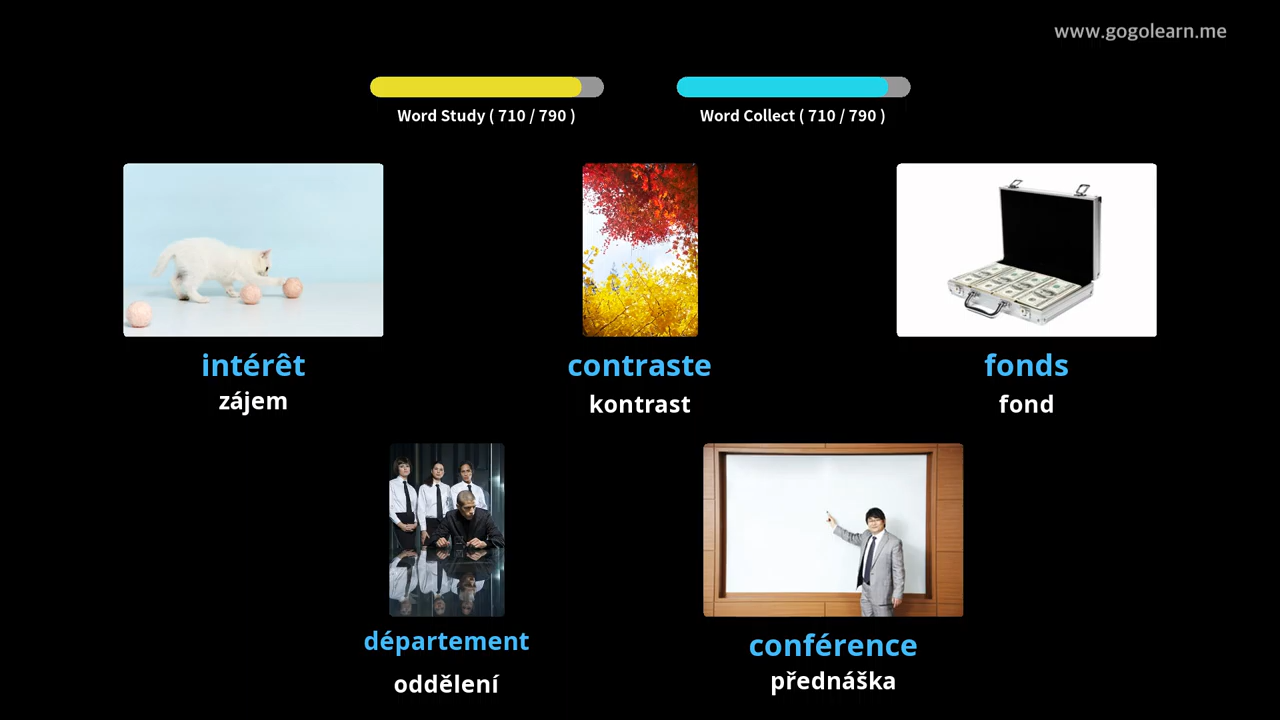 www.gogolearn.me
Word Study ( 710 / 790 )
Word Collect ( 710 / 790 )
intérêt
zájem
contraste
kontrast
fonds
fond
département
oddělení
conférence
přednáška